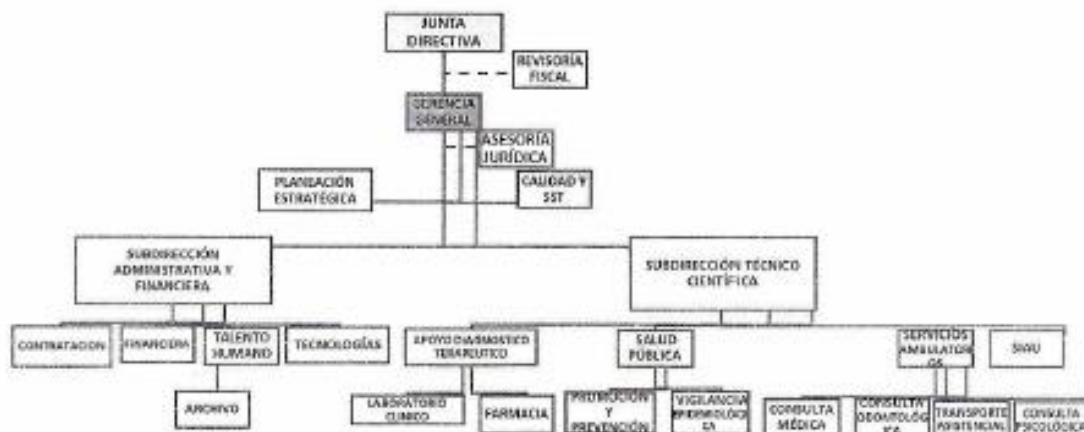 JUNTA
DIRECTIVA
REVISORÍA
FISCAL
GERENCIA
GENERAL
ASESORÍA
JURÍDICA
PLANEACIÓN
ESTRATÉGICA
CALIDAD Y
SST
SUBDIRECCIÓN
ADMINISTRATIVA Y
FINANCIERA
SUBDIRECCIÓN TÉCNICO
CIENTÍFICA
CONTRATACION
FINANCIERA
TALENTO
HUMANO
TECNOLOGÍAS
APOYO DIAGNOSTICO
TERAPEUTICO
SALUD
PÚBLICA
SERVICIOS
AMBULATORI
OS
SIAU
ARCHIVO
LABORATORIO
CLINICO
FARMACIA
PROMOCIÓN
Y
PREVENCIÓN
VIGILANCIA
EPIDEMIOLÓGI
CA
CONSULTA
MÉDICA
CONSULTA
ODONTOLÓG
ICA
TRANSPORTE
ASISTENCIAL
CONSULTA
PSICOLÓGICA